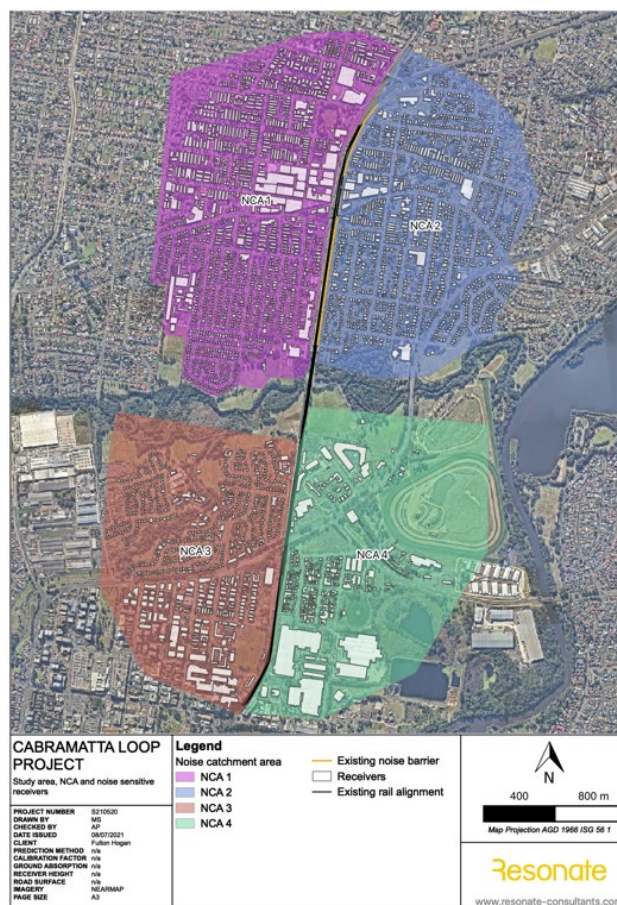 NCA 1
NCA 2
NCA 3
NCA 4
CABRAMATTA LOOP
PROJECT
Study area, NCA and noise sensitive
receivers
PROJECT NUMBER S210520
DRAWN BY MS
CHECKED BY AP
DATE ISSUED 08/07/2021
CLIENT Fulton Hogan
PREDICTION METHOD n/a
CALIBRATION FACTOR n/a
GROUND ABSORPTION n/a
RECEIVER HEIGHT n/a
ROAD SURFACE n/a
IMAGERY NEARMAP
PAGE SIZE A3
Legend
Noise catchment area
NCA 1
NCA 2
NCA 3
NCA 4
Existing noise barrier
Receivers
Existing rail alignment
N
400 800 m
Map Projection AGD 1966 ISG 56 1
Resonate
www.resonate-consultants.com